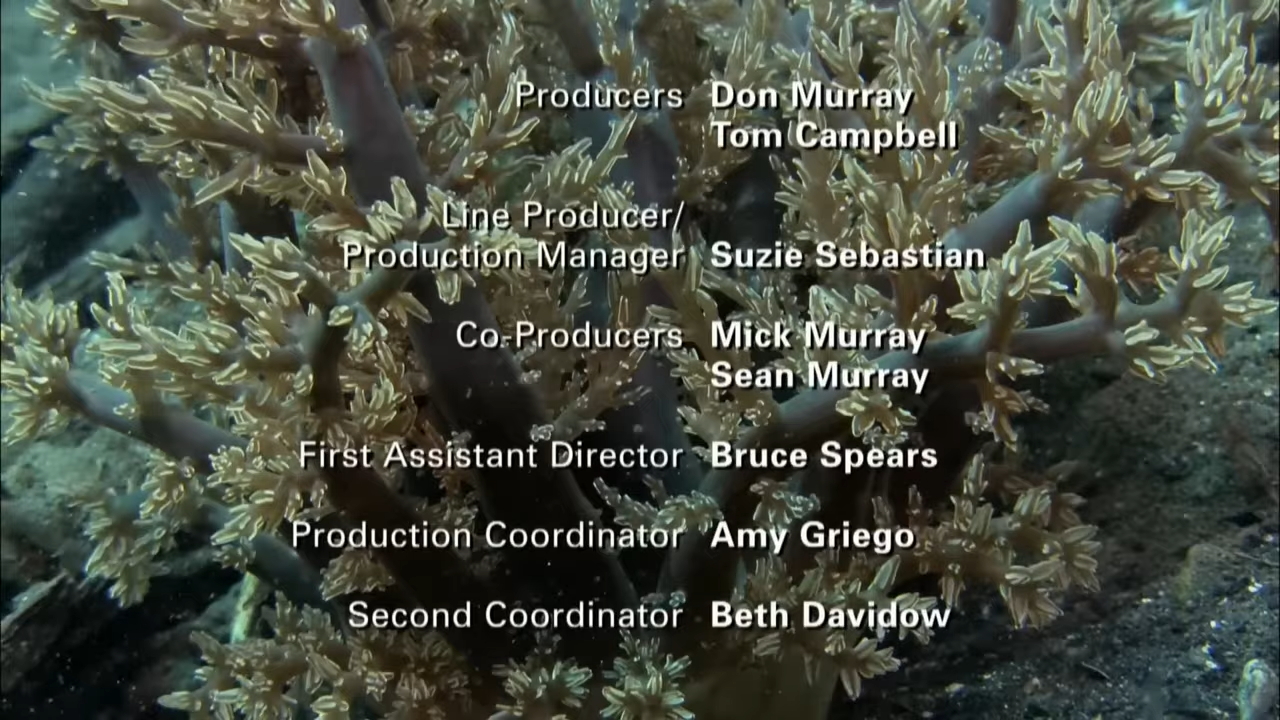 Producers Don Murray
Tom Campbell
Line Producer/
Production Manager Suzie Sebastian
Co-Producers Mick Murray
Sean Murray
First Assistant Director Bruce Spears
Production Coordinator Amy Griego
Second Coordinator Beth Davidow